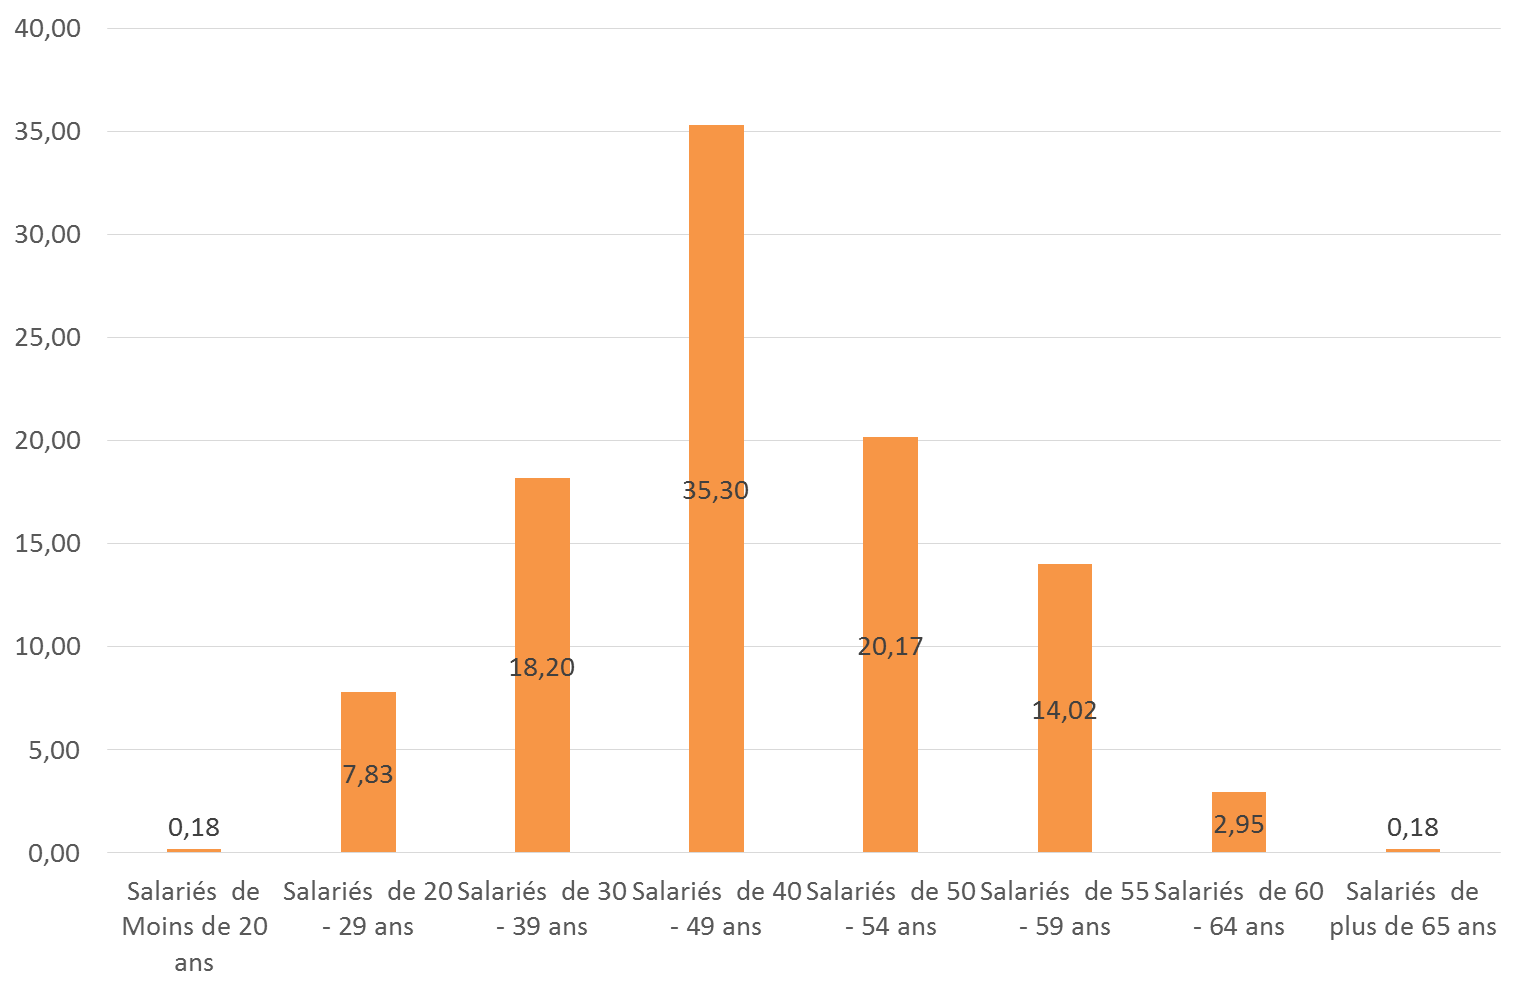 40,00
35,00
30,00
25,00
20,00
15,00
10,00
5,00
0,00
0,18
7,83
18,20
35,30
20,17
14,02
2,95
0,18
Salariés de
Moins de 20
ans
Salariés de 20
- 29 ans
Salariés de 30
- 39 ans
Salariés de 40
- 49 ans
Salariés de 50
- 54 ans
Salariés de 55
- 59 ans
Salariés de 60
- 64 ans
Salariés de
plus de 65 ans